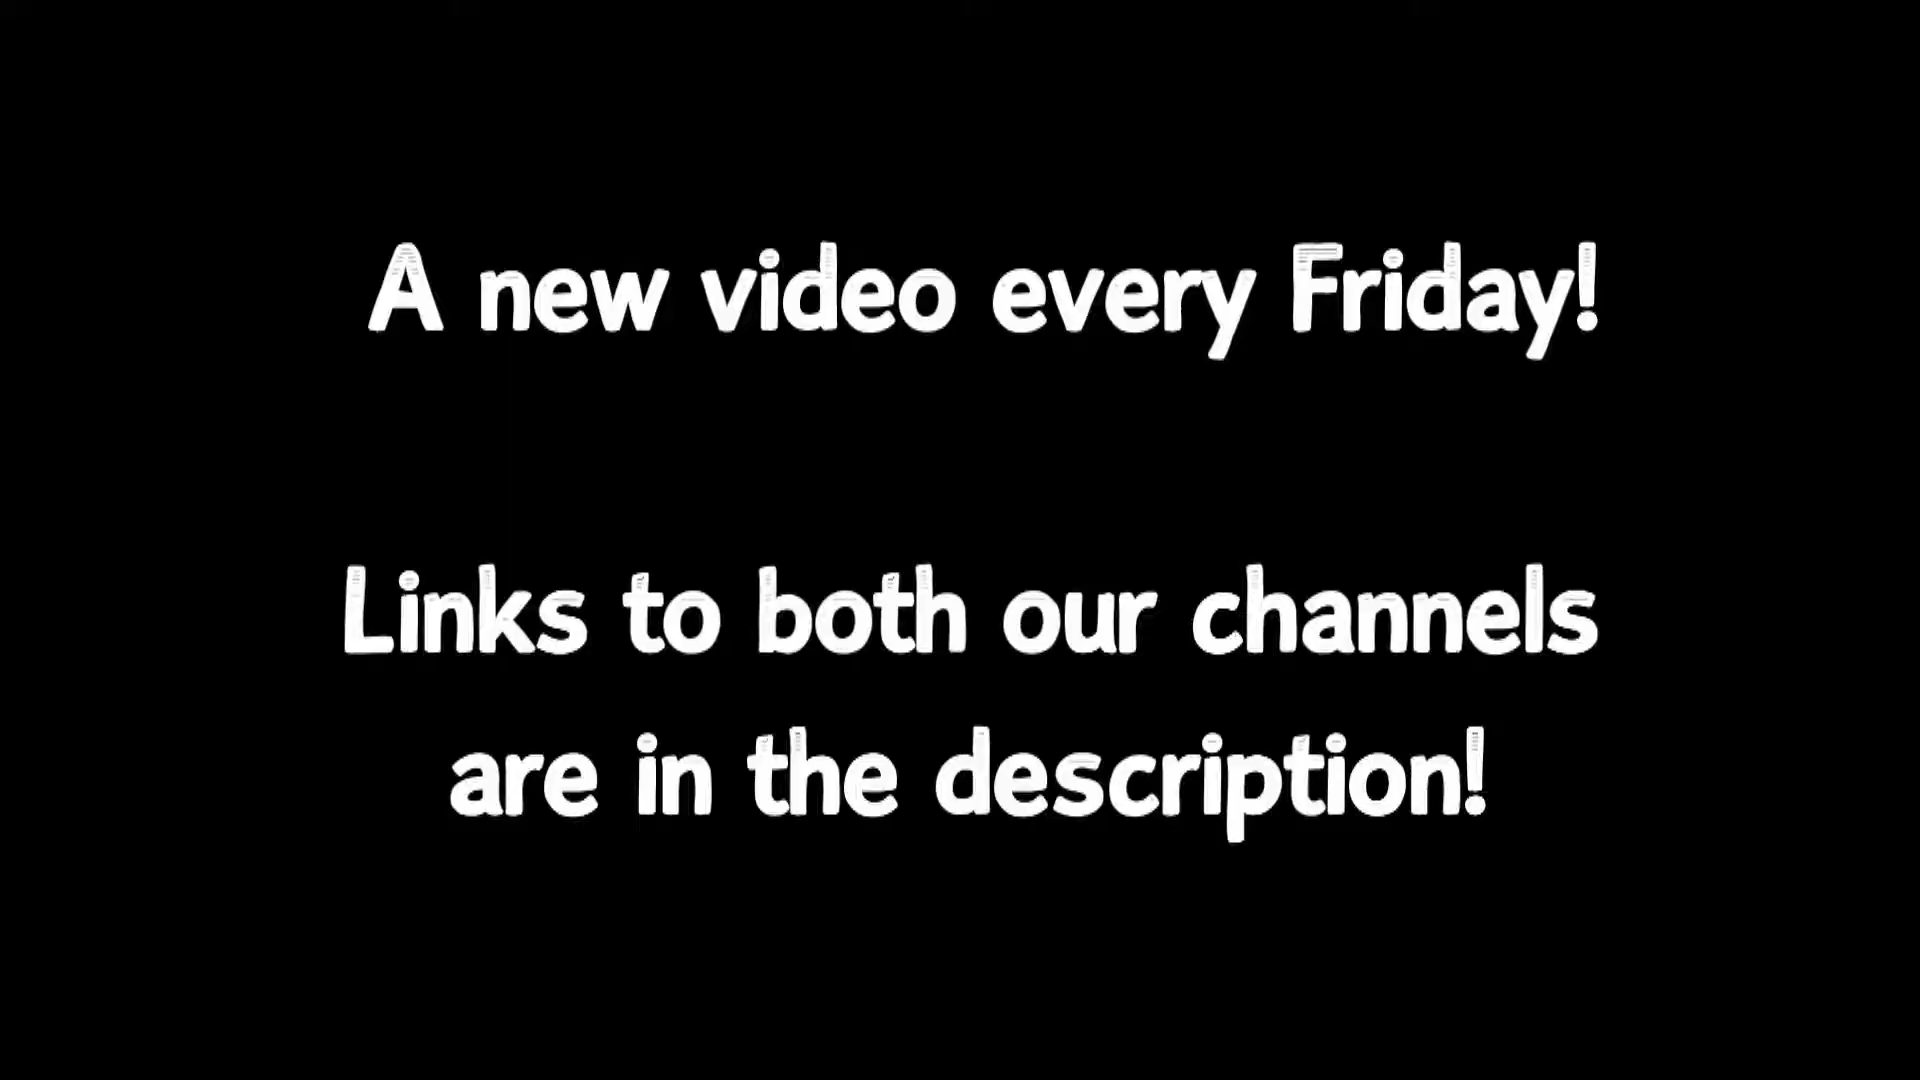 A new video every Friday!
Links to both our channels
are in the description!